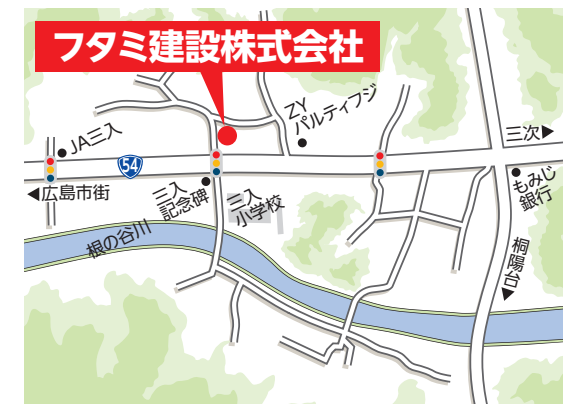 フタミ建設株式会社
JA三入
ZY
パルティフジ
三次▶
54
◀広島市街
三入
記念碑
三入
小学校
もみじ
銀行
根の谷川
桐陽台▶